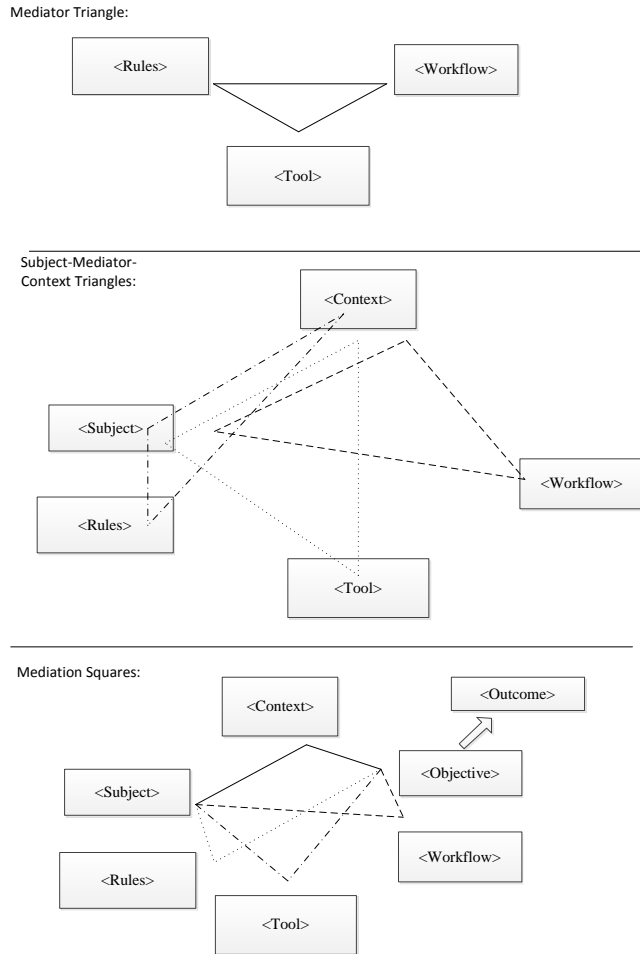 Mediator Triangle:
<Rules>
<Workflow>
<Tool>
Subject-Mediator-
Context Triangles:
<Context>
<Subject>
<Workflow>
<Rules>
<Tool>
Mediation Squares:
<Outcome>
<Context>
<Objective>
<Subject>
<Workflow>
<Rules>
<Tool>